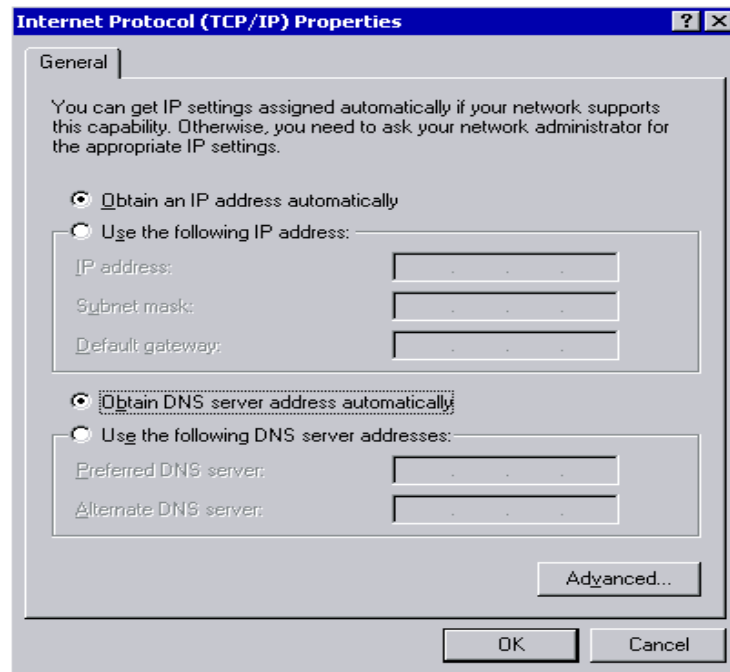 Internet Protocol (TCP/IP) Properties
General
You can get IP settings assigned automatically if your network supports
this capability. Otherwise, you need to ask your network administrator for
the appropriate IP settings.
Obtain an IP address automatically
Use the following IP address:
IP address:
Subnet mask:
Default gateway:
Obtain DNS server address automatically
Use the following DNS server addresses:
Preferred DNS server:
Alternate DNS server:
Advanced...
OK Cancel